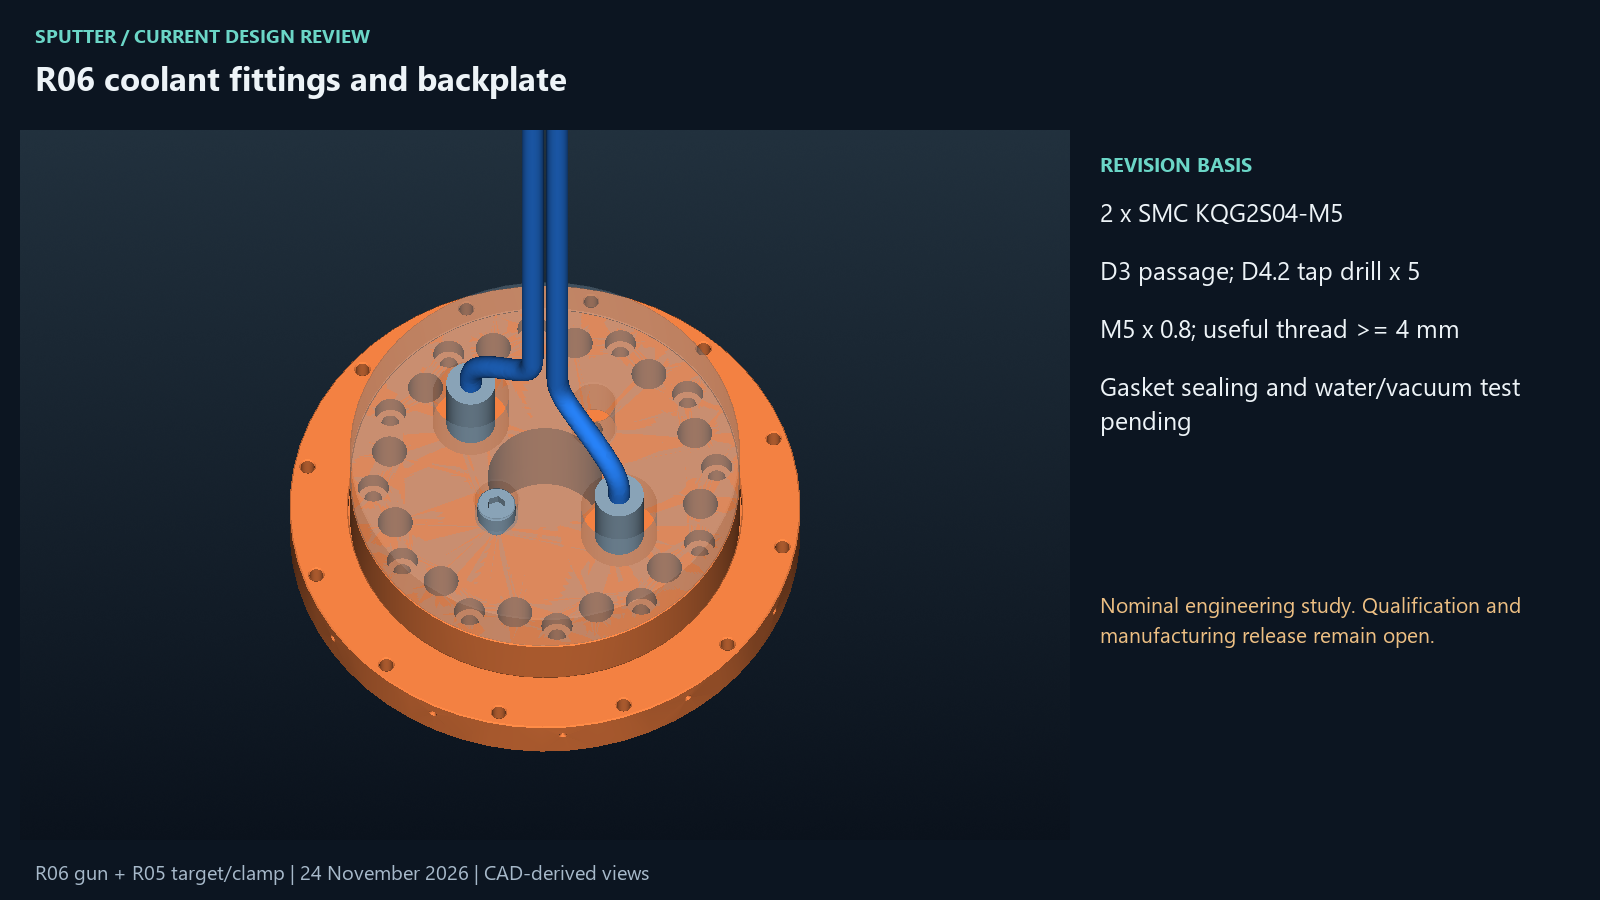 SPUTTER / CURRENT DESIGN REVIEW
R06 coolant fittings and backplate
REVISION BASIS
2 x SMC KQG2S04-M5
D3 passage; D4.2 tap drill x 5
M5 x 0.8; useful thread >= 4 mm
Gasket sealing and water/vacuum test
pending
Nominal engineering study. Qualification and
manufacturing release remain open.
R06 gun + R05 target/clamp | 24 November 2026 | CAD-derived views